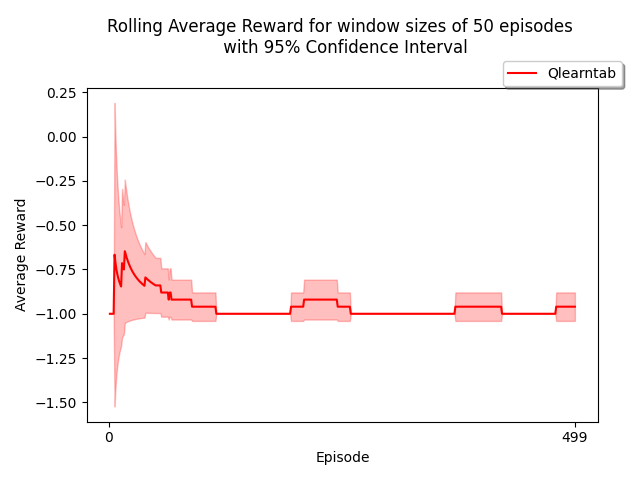 Rolling Average Reward for window sizes of 50 episodes
with 95% Confidence Interval
Qlearntab
0.25
0.00
−0.25
−0.50
−0.75
−1.00
−1.25
−1.50
Average Reward
0
499
Episode